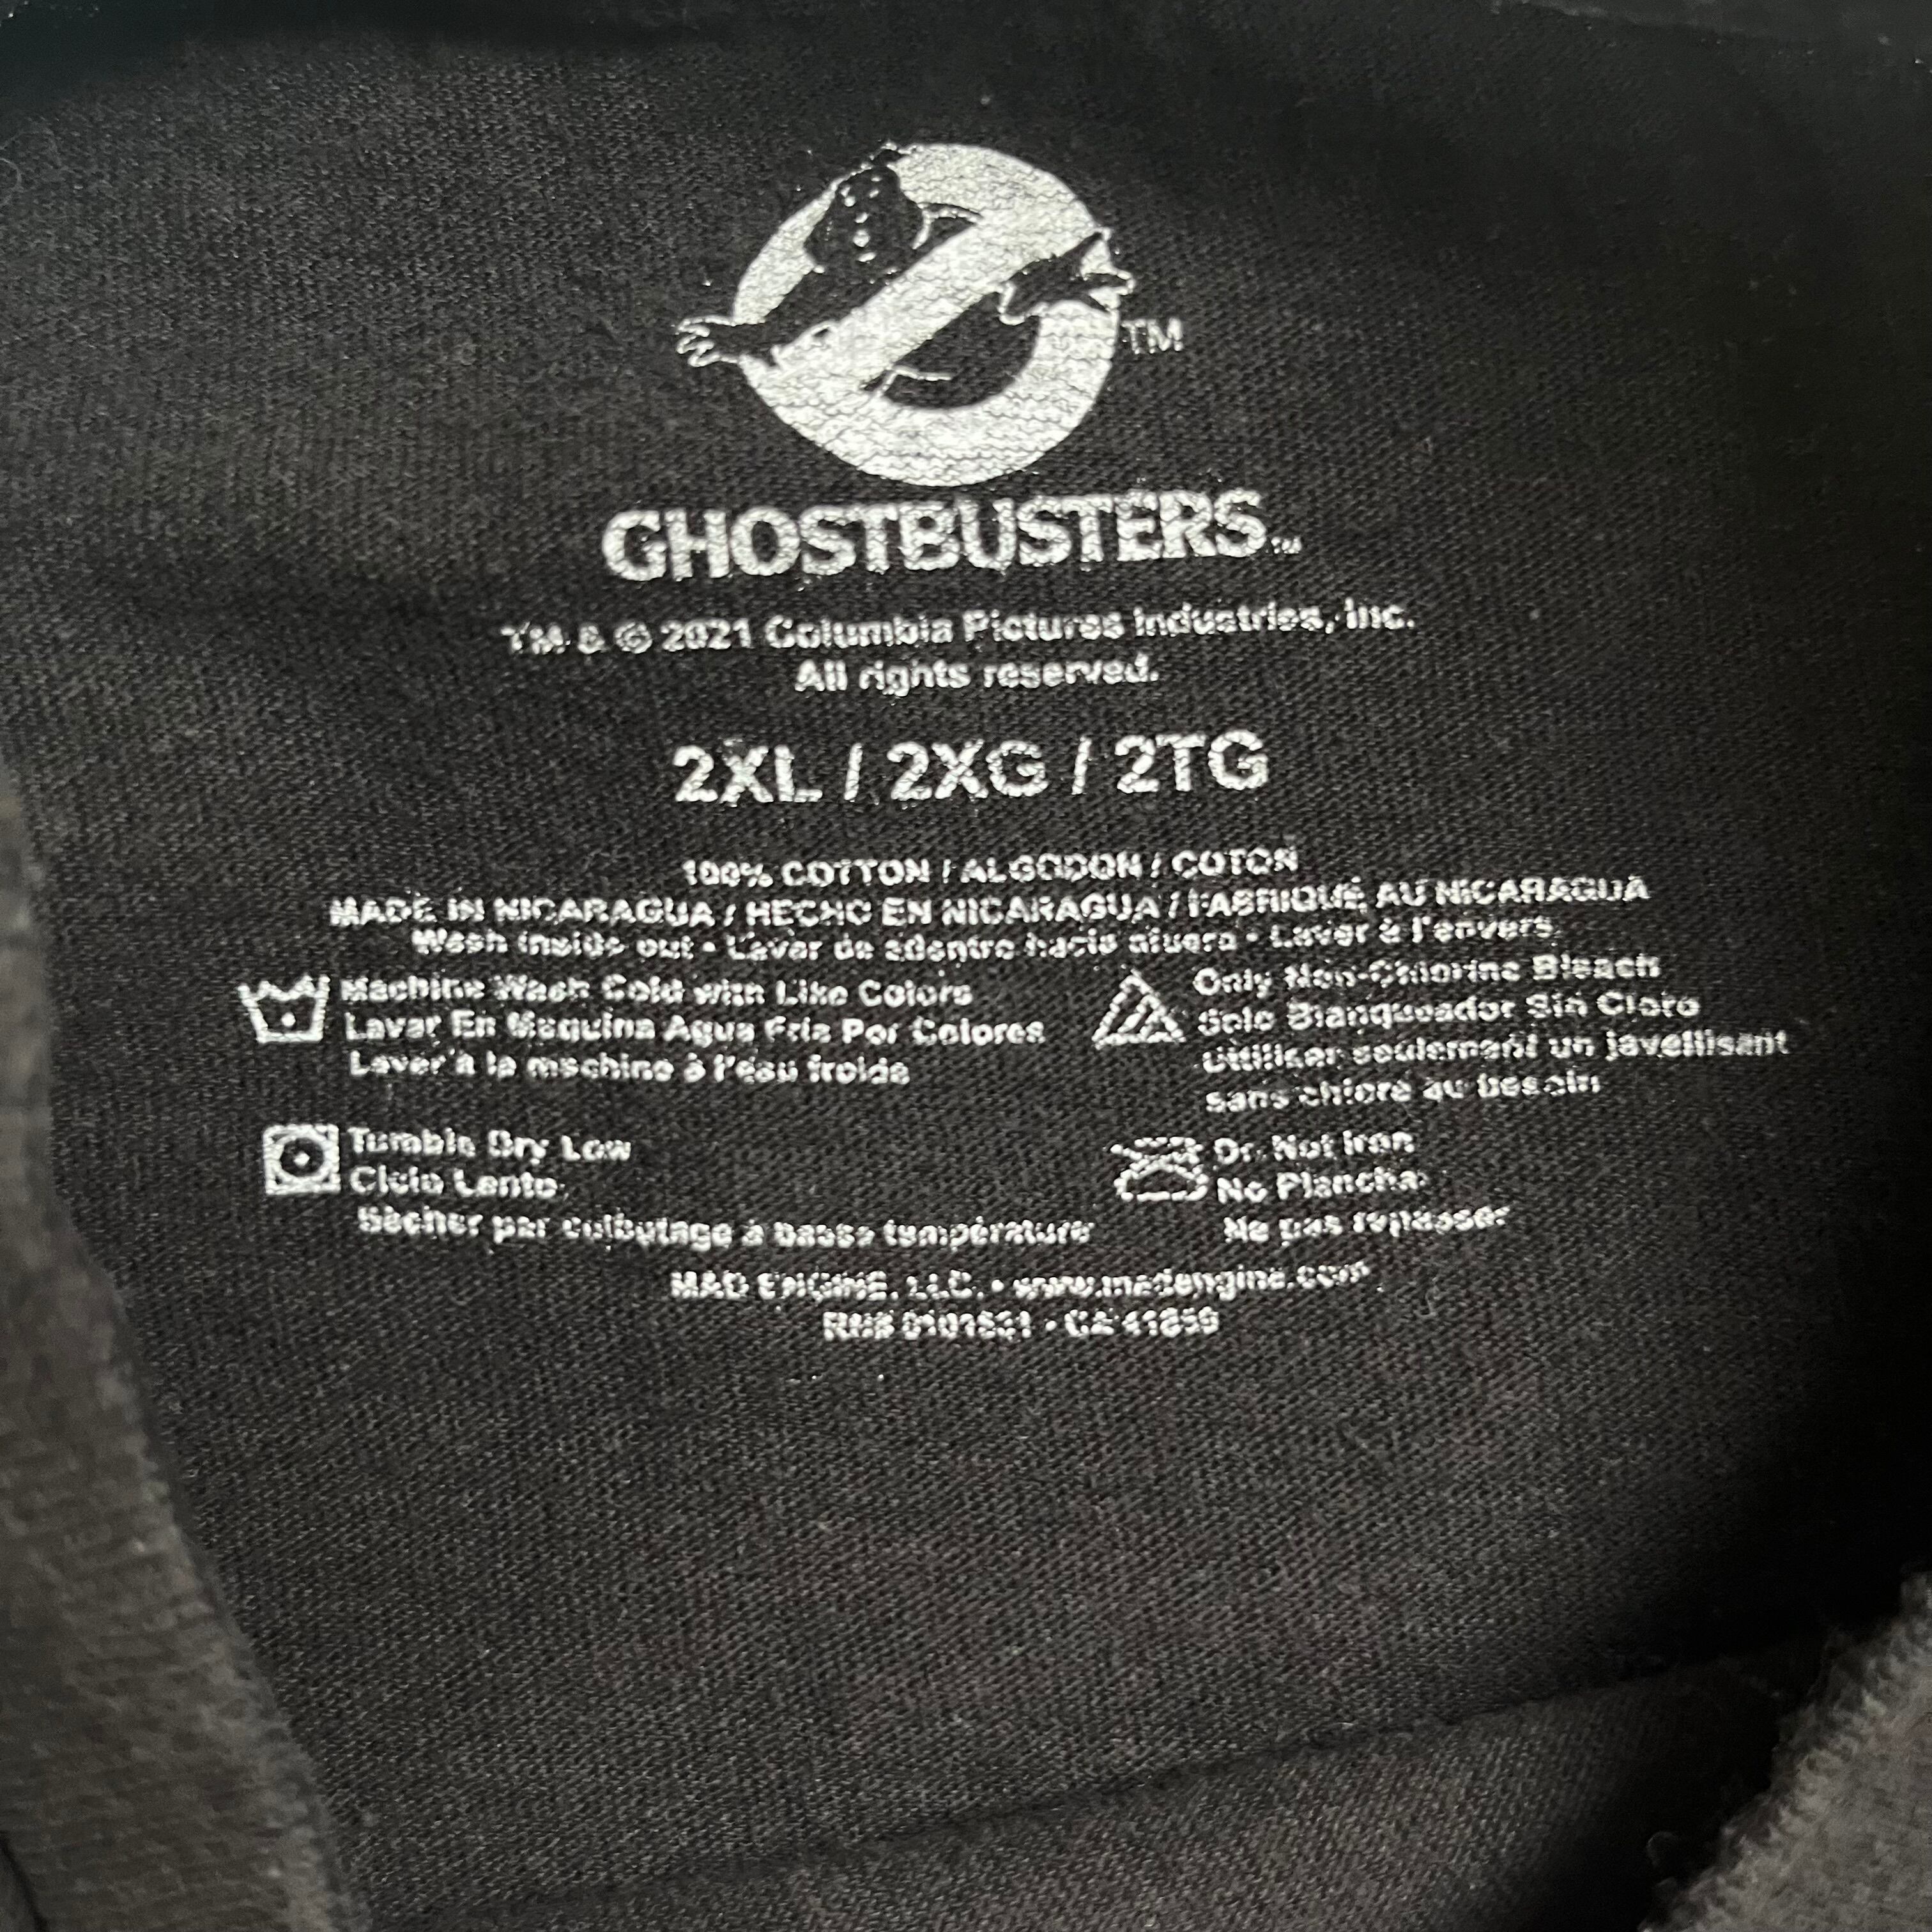 TM
GHOSTBUSTERS™
TM & © 2021 Columbia Pictures Industries, Inc.
All rights reserved.
2XL / 2XG / 2TG
100% COTTON / ALGODON / COTON
MADE IN NICARAGUA / HECHO EN NICARAGUA / FABRIQUÉ AU NICARAGUA
Wash inside out • Lavar de adentro hacia afuera • Laver à l'envers
Machine Wash Cold with Like Colors
Lavar En Maquina Agua Fria Por Colores
Laver à la machine à l'eau froide
Only Non-Chlorine Bleach
Solo Blanqueador Sin Cloro
Utiliser seulement un javellisant
sans chlore au besoin
Tumble Dry Low
Ciclo Lento
Sécher par culbutage à basse température
Do Not Iron
No Plancha
Ne pas repasser
MAD ENGINE, LLC. • www.madengine.com
RN# • CA